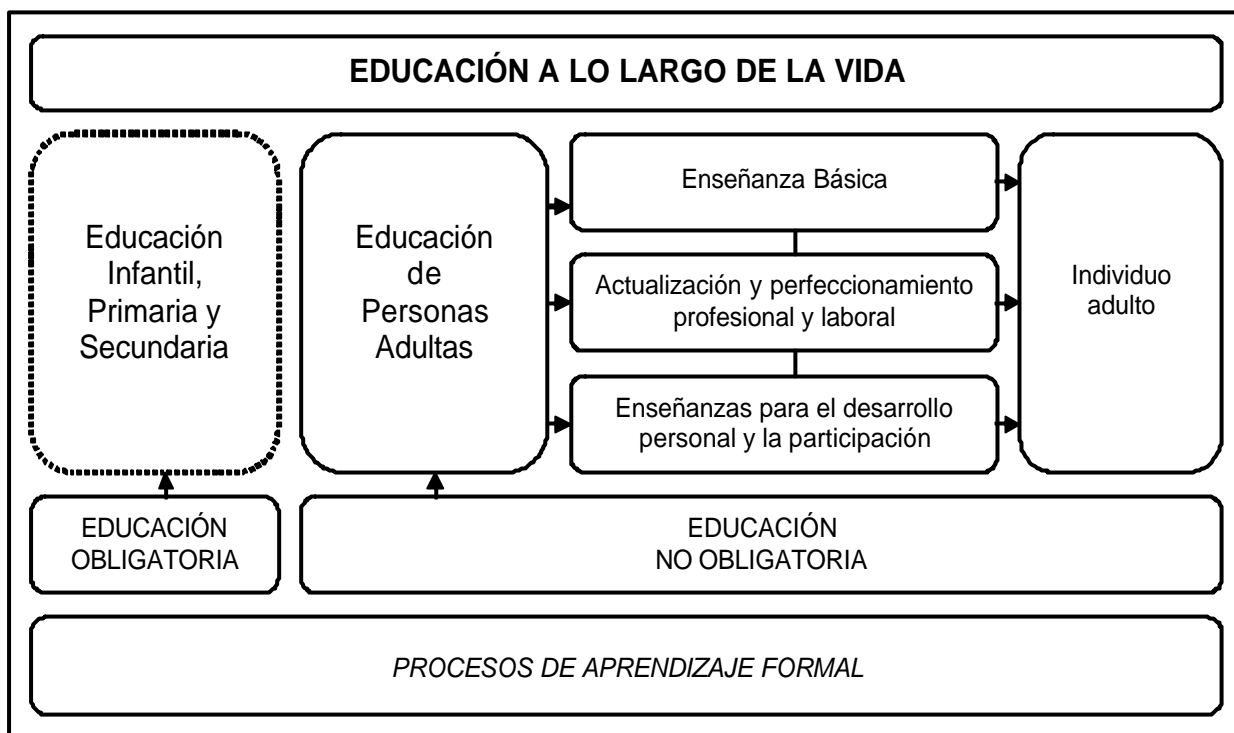 EDUCACIÓN A LO LARGO DE LA VIDA
Educación
Infantil,
Primaria y
Secundaria
Educación
de
Personas
Adultas
Enseñanza Básica
Actualización y perfeccionamiento
profesional y laboral
Enseñanzas para el desarrollo
personal y la participación
Individuo
adulto
EDUCACIÓN
OBLIGATORIA
EDUCACIÓN
NO OBLIGATORIA
PROCESOS DE APRENDIZAJE FORMAL